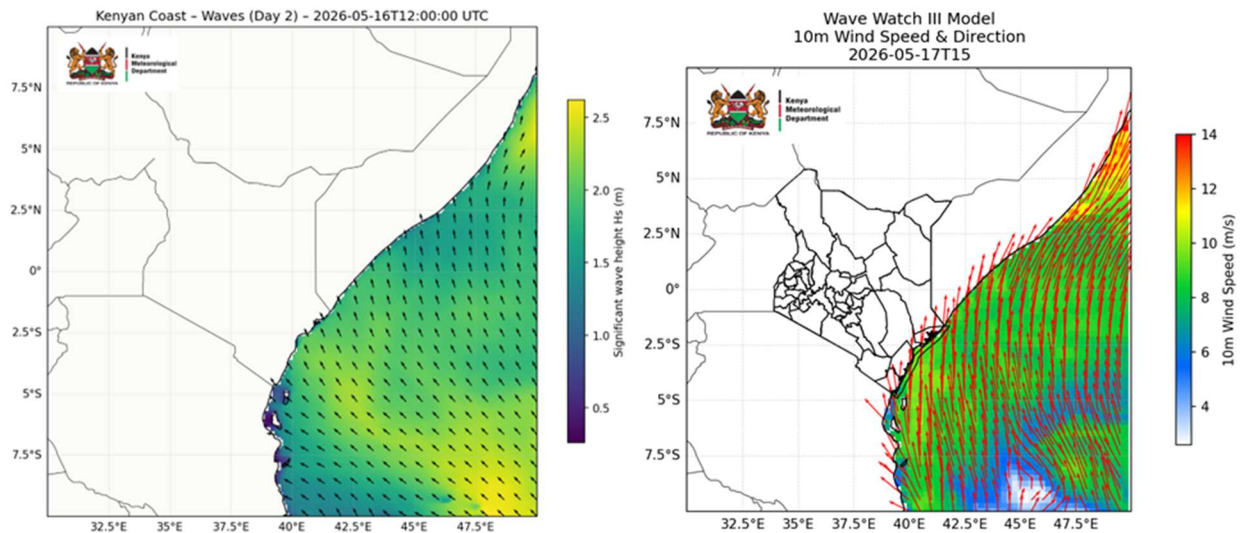 Kenyan Coast – Waves (Day 2) – 2026-05-16T12:00:00 UTC
Kenya
Meteorological
Department
REPUBLIC OF KENYA
7.5°N
5°N
2.5°N
0°
2.5°S
5°S
7.5°S
32.5°E
35°E
37.5°E
40°E
42.5°E
45°E
47.5°E
2.5
2.0
1.5
1.0
0.5
Significant wave height Hs (m)
Wave Watch III Model
10m Wind Speed & Direction
2026-05-17T15
Kenya
Meteorological
Department
REPUBLIC OF KENYA
7.5°N
5°N
2.5°N
0°
2.5°S
5°S
7.5°S
32.5°E
35°E
37.5°E
40°E
42.5°E
45°E
47.5°E
14
12
10
8
6
4
10m Wind Speed (m/s)